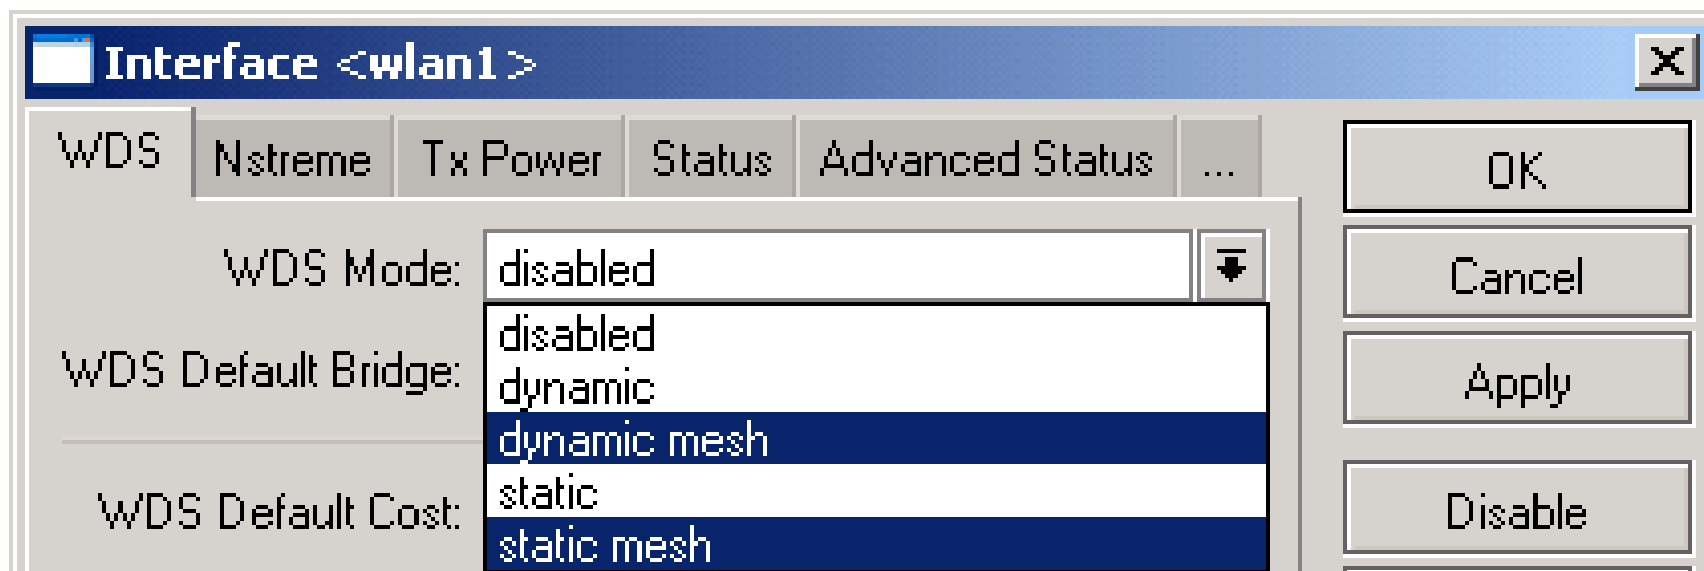 Interface <wlan1>
WDS Nstreme Tx Power Status Advanced Status ...
OK
WDS Mode: disabled
Cancel
disabled
WDS Default Bridge:
dynamic
Apply
dynamic mesh
static
WDS Default Cost:
Disable
static mesh